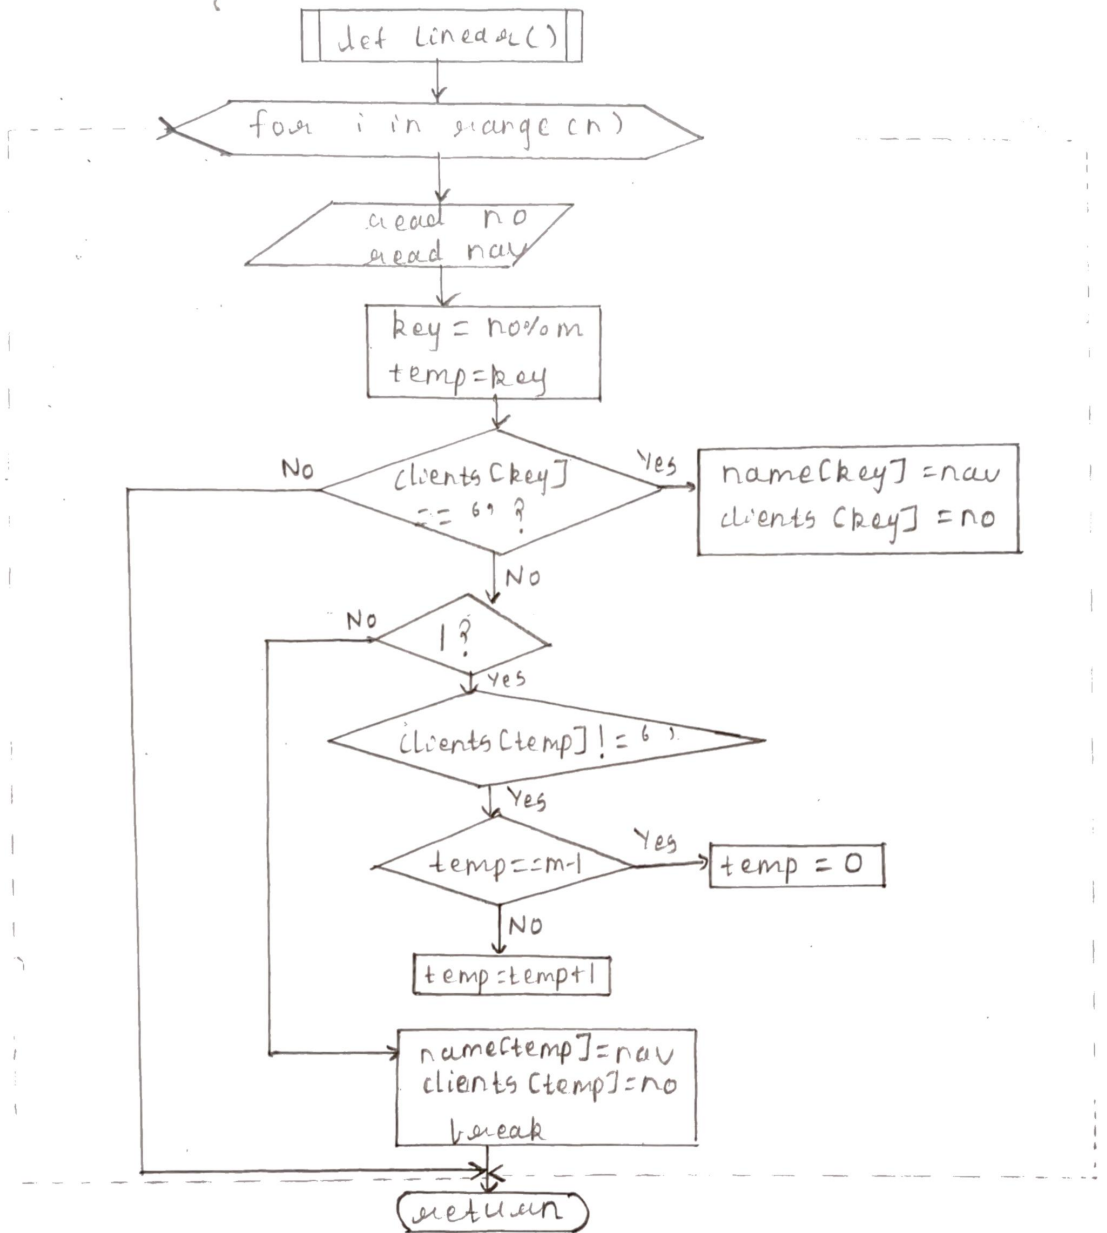 def Linear()
for i in range(n)
read no
read nav
key = no%m
temp=key
No
clients[key]
== ‘’ ?
Yes
name[key]=nav
clients[key]=no
No
No
1?
Yes
clients[temp]!=‘ ’
Yes
temp==m-1
Yes
temp = 0
No
temp=temp+1
name[temp]=nav
clients[temp]=no
break
return